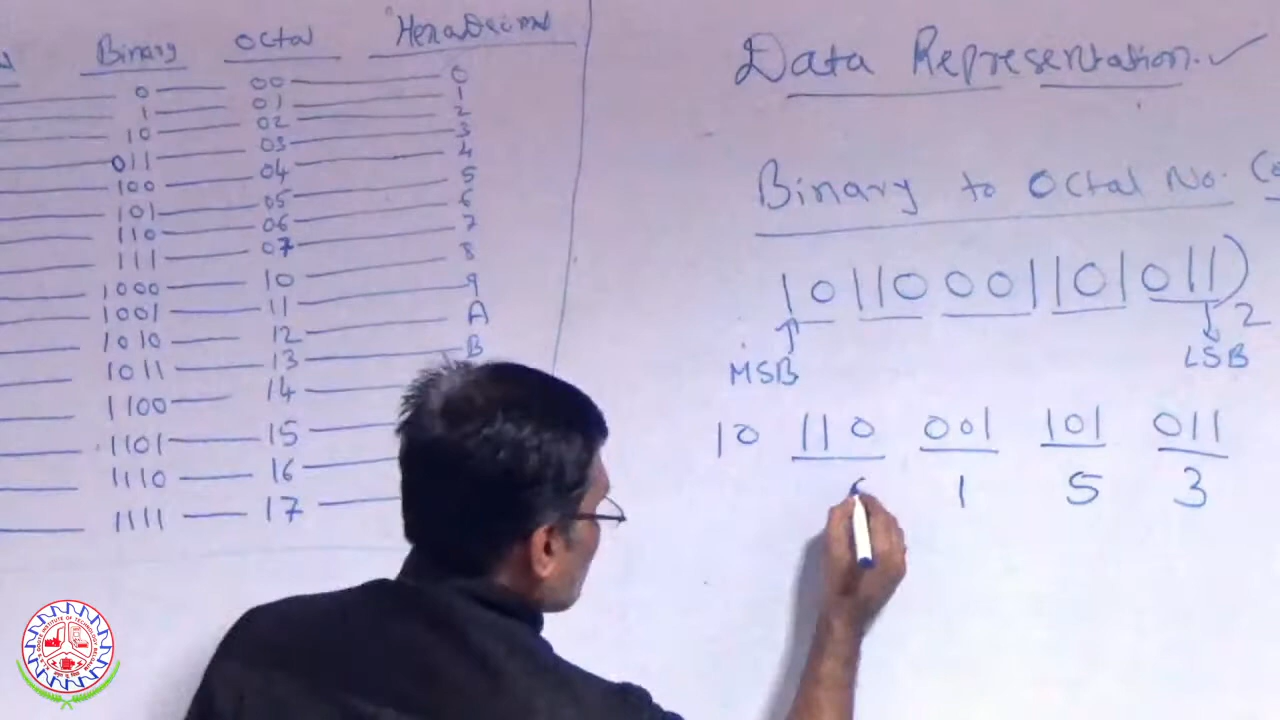 Binary Octal Hexadecimal
0 00 0
1 01 1
10 02 2
011 03 3
100 04 4
101 05 5
110 06 6
111 07 7
1000 10 8
1001 11 9
1010 12 A
1011 13 B
1100 14
1101 15
1110 16
1111 17
Data Representation.
Binary to Octal No.
10110001101011)2
MSB LSB
10 110 001 101 011
1 5 3